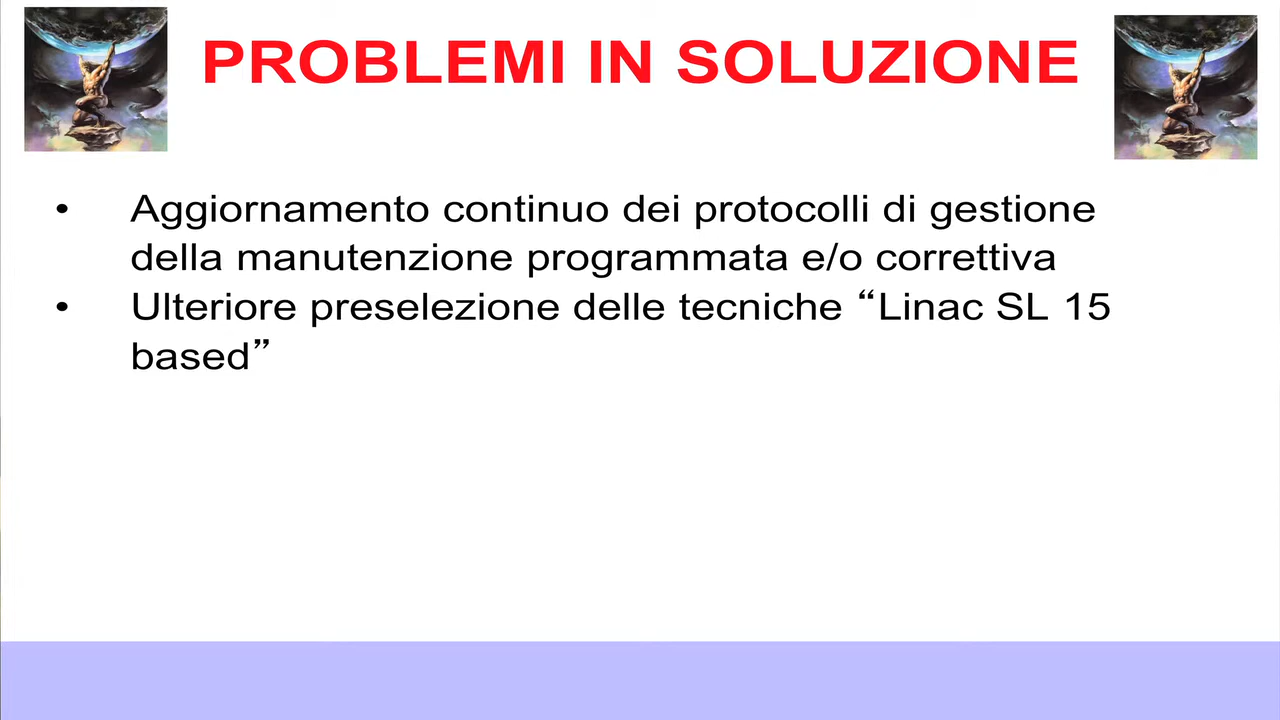 PROBLEMI IN SOLUZIONE
• Aggiornamento continuo dei protocolli di gestione
della manutenzione programmata e/o correttiva
• Ulteriore preselezione delle tecniche “Linac SL 15
based”